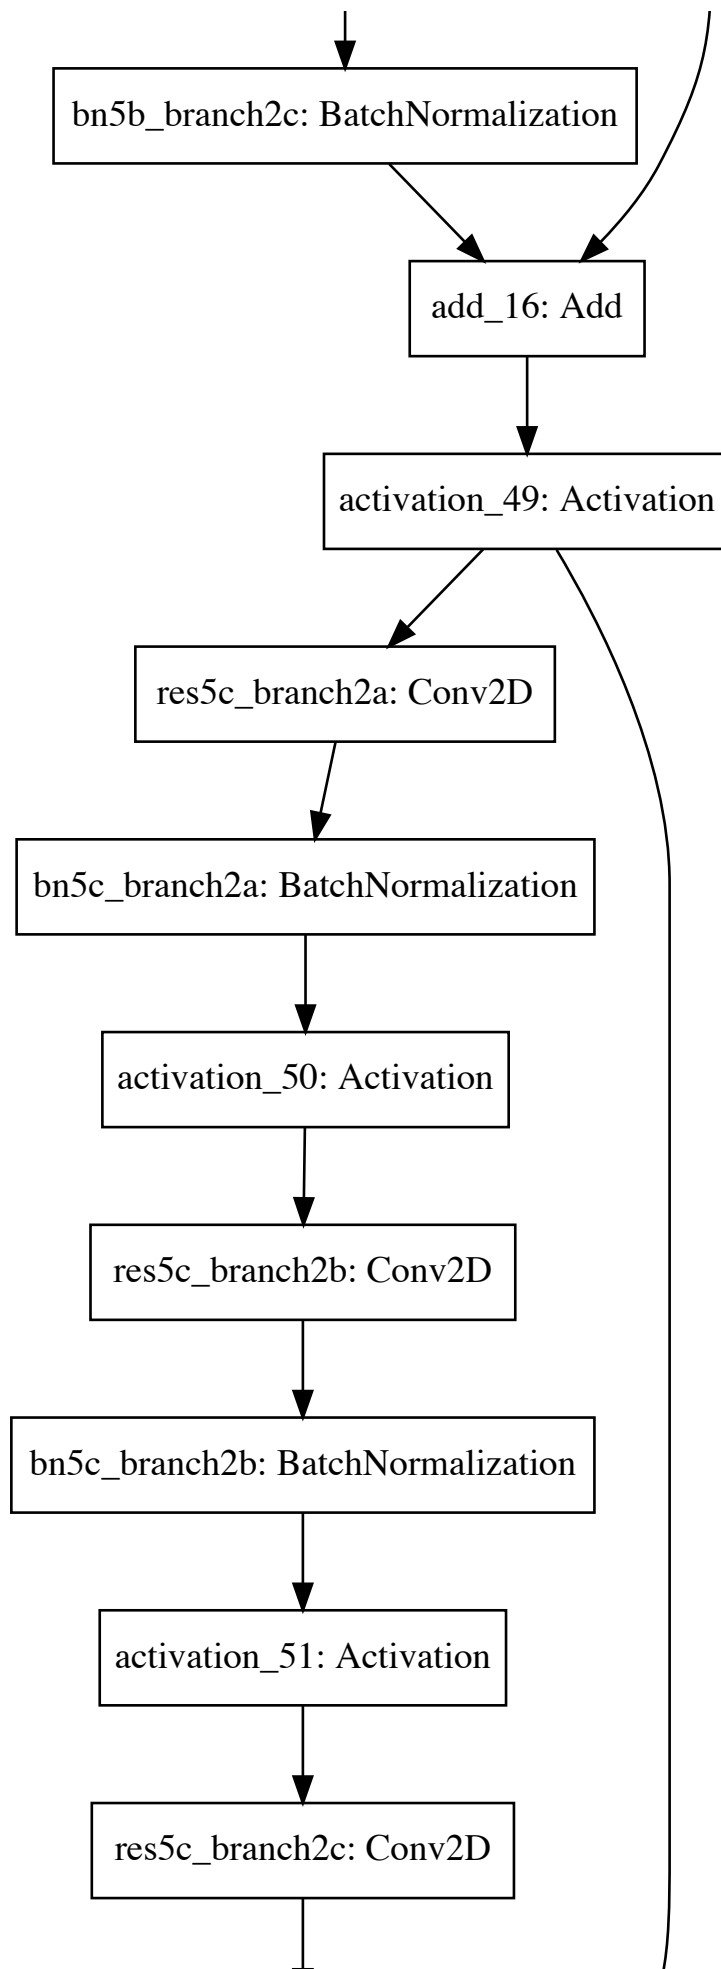 bn5b_branch2c: BatchNormalization
add_16: Add
activation_49: Activation
res5c_branch2a: Conv2D
bn5c_branch2a: BatchNormalization
activation_50: Activation
res5c_branch2b: Conv2D
bn5c_branch2b: BatchNormalization
activation_51: Activation
res5c_branch2c: Conv2D